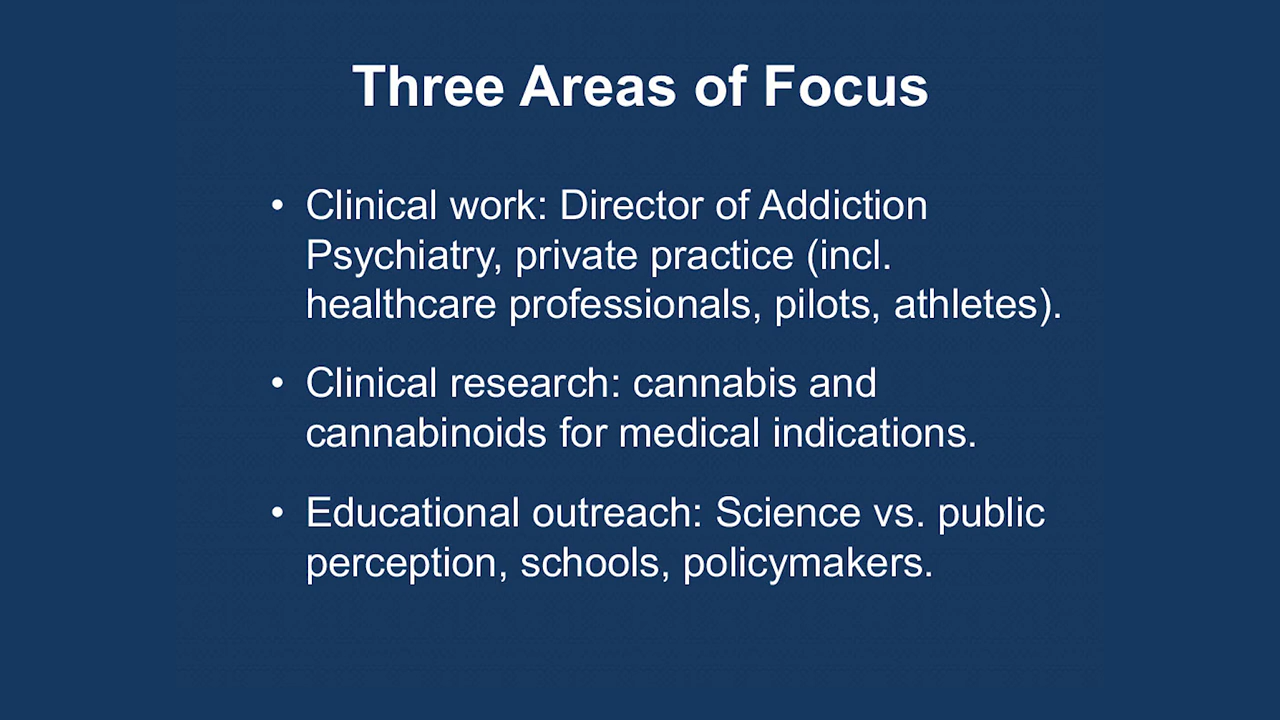 Three Areas of Focus
• Clinical work: Director of Addiction
Psychiatry, private practice (incl.
healthcare professionals, pilots, athletes).
• Clinical research: cannabis and
cannabinoids for medical indications.
• Educational outreach: Science vs. public
perception, schools, policymakers.